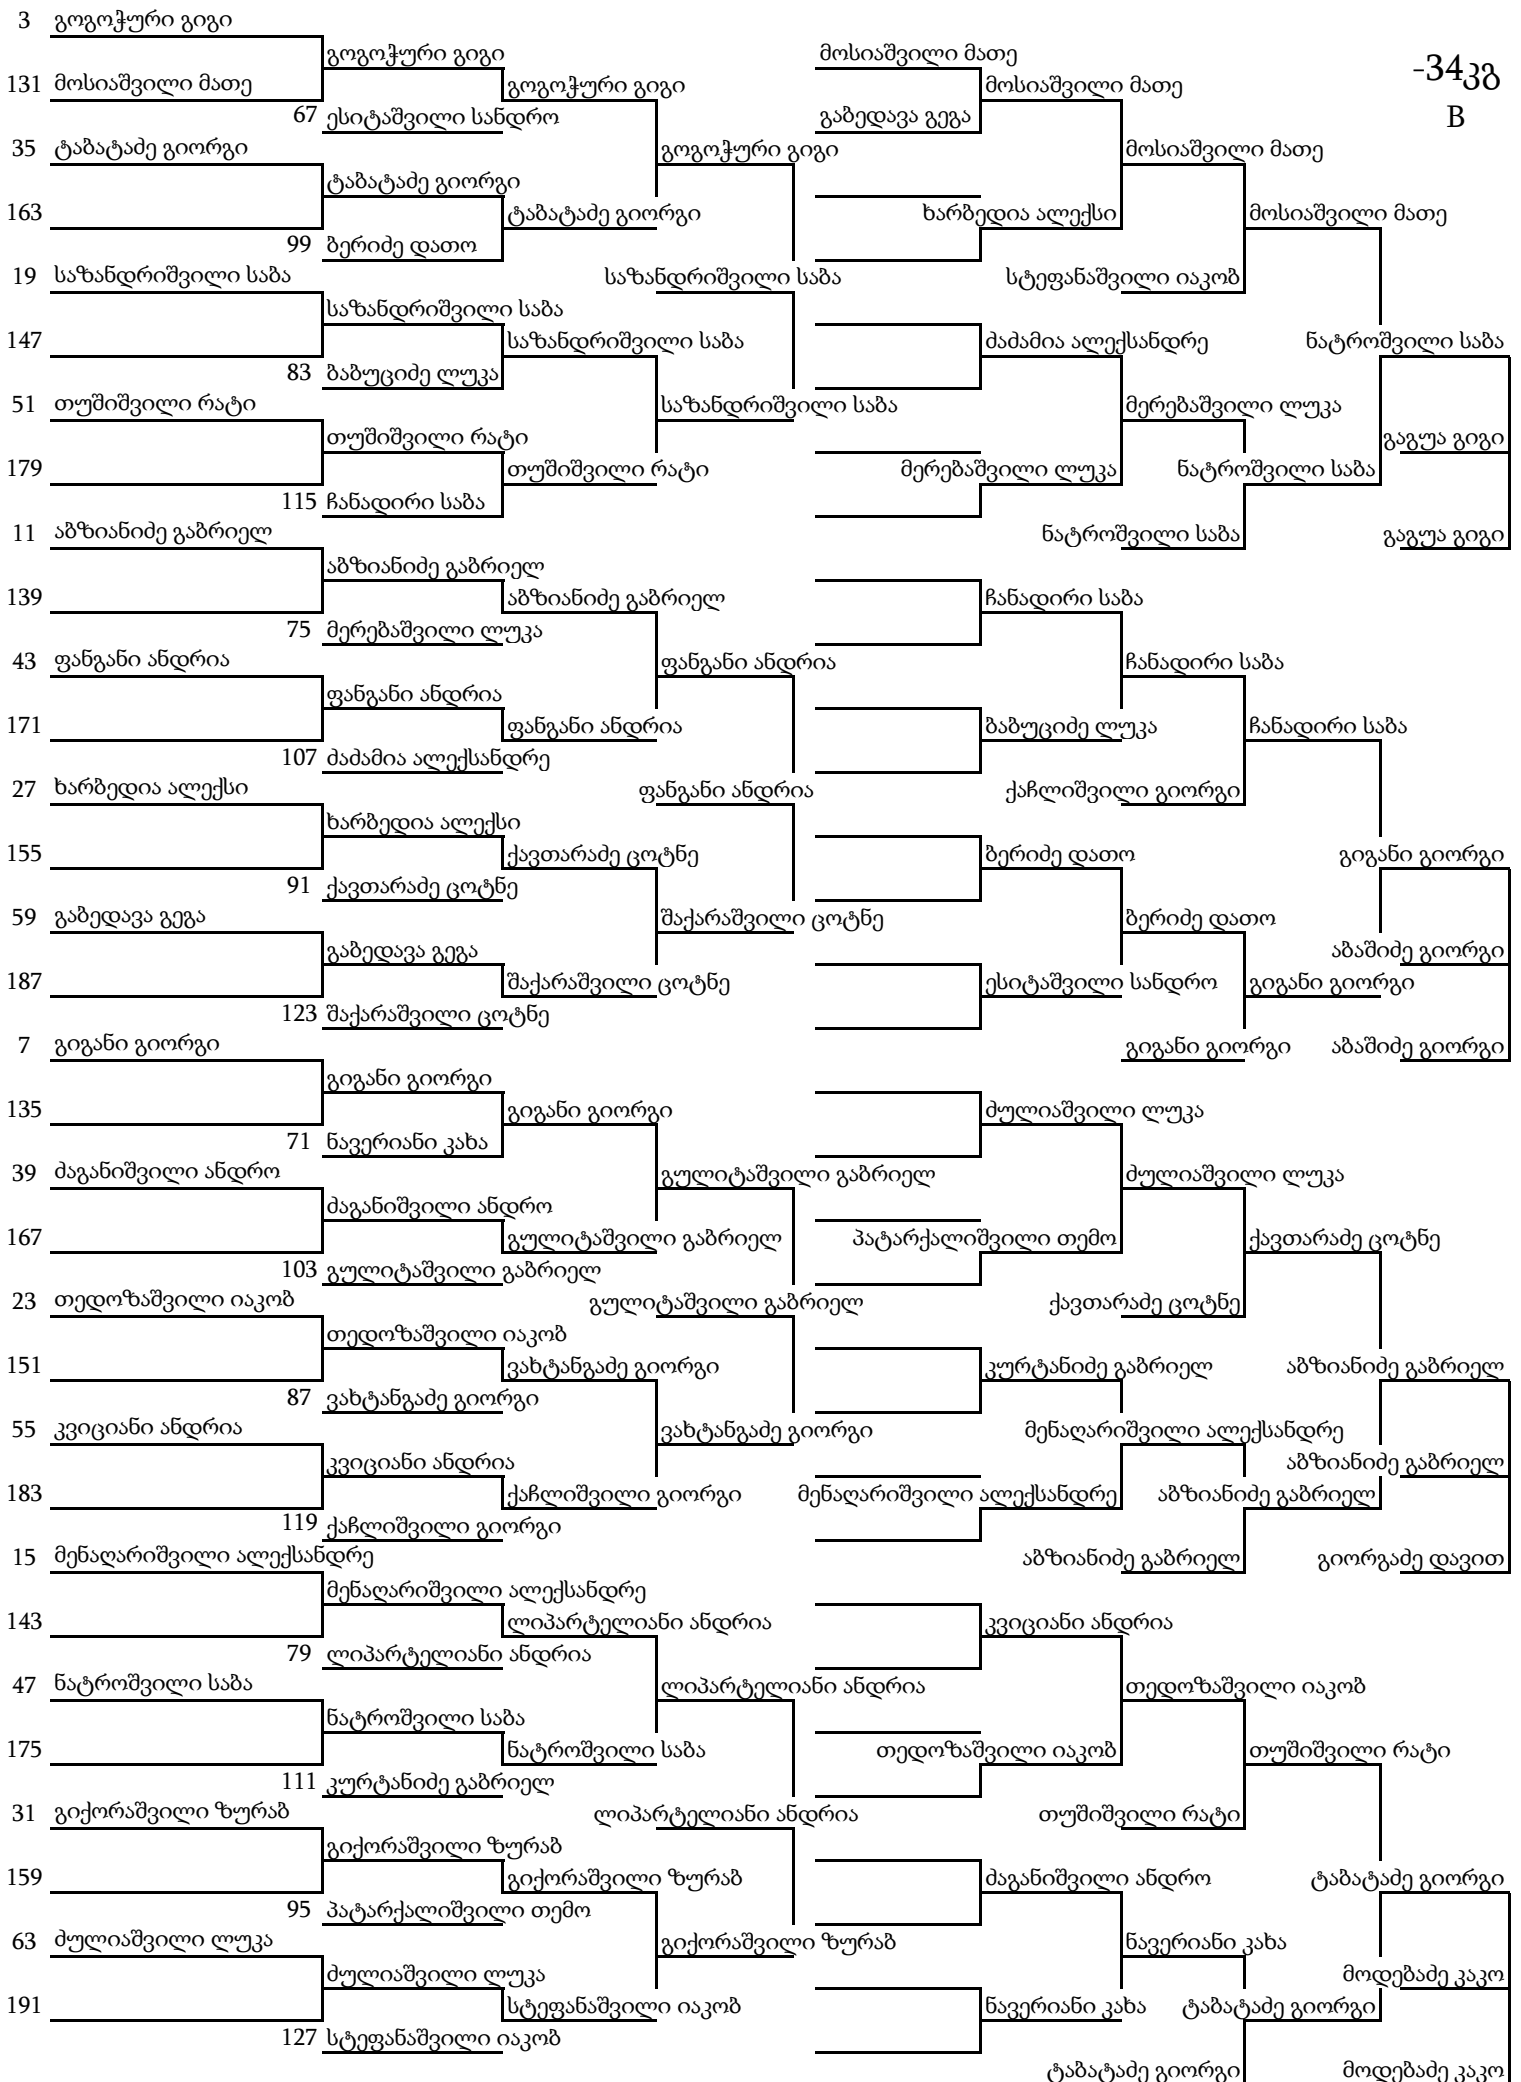 3 გოგოჭური გიგი
გოგოჭური გიგი
მოსიაშვილი მათე
-34კგ
131 მოსიაშვილი მათე
გოგოჭური გიგი
მოსიაშვილი მათე
67 ესიტაშვილი სანდრო
გაბედავა გეგა
B
35 ტაბატაძე გიორგი
გოგოჭური გიგი
მოსიაშვილი მათე
ტაბატაძე გიორგი
163
ტაბატაძე გიორგი
ხარბედია ალექსი
მოსიაშვილი მათე
99 ბერიძე დათო
19 საზანდრიშვილი საბა
საზანდრიშვილი საბა
სტეფანაშვილი იაკობ
საზანდრიშვილი საბა
147
საზანდრიშვილი საბა
ძაძამია ალექსანდრე
ნატროშვილი საბა
83 ბაბუციძე ლუკა
51 თუშიშვილი რატი
საზანდრიშვილი საბა
მერებაშვილი ლუკა
თუშიშვილი რატი
გაგუა გიგი
179
თუშიშვილი რატი
მერებაშვილი ლუკა
ნატროშვილი საბა
115 ჩანადირი საბა
11 აბზიანიძე გაბრიელ
ნატროშვილი საბა
გაგუა გიგი
აბზიანიძე გაბრიელ
139
აბზიანიძე გაბრიელ
ჩანადირი საბა
75 მერებაშვილი ლუკა
43 ფანგანი ანდრია
ფანგანი ანდრია
ჩანადირი საბა
ფანგანი ანდრია
171
ფანგანი ანდრია
ბაბუციძე ლუკა
ჩანადირი საბა
107 ძაძამია ალექსანდრე
27 ხარბედია ალექსი
ფანგანი ანდრია
ქაჩლიშვილი გიორგი
ხარბედია ალექსი
155
ქავთარაძე ცოტნე
ბერიძე დათო
გიგანი გიორგი
91 ქავთარაძე ცოტნე
59 გაბედავა გეგა
შაქარაშვილი ცოტნე
ბერიძე დათო
გაბედავა გეგა
აბაშიძე გიორგი
187
შაქარაშვილი ცოტნე
ესიტაშვილი სანდრო
გიგანი გიორგი
123 შაქარაშვილი ცოტნე
7 გიგანი გიორგი
გიგანი გიორგი
აბაშიძე გიორგი
გიგანი გიორგი
135
გიგანი გიორგი
ძულიაშვილი ლუკა
71 ნავერიანი კახა
39 ძაგანიშვილი ანდრო
გულიტაშვილი გაბრიელ
ძულიაშვილი ლუკა
ძაგანიშვილი ანდრო
167
გულიტაშვილი გაბრიელ
პატარქალიშვილი თემო
ქავთარაძე ცოტნე
103 გულიტაშვილი გაბრიელ
23 თედოზაშვილი იაკობ
გულიტაშვილი გაბრიელ
ქავთარაძე ცოტნე
თედოზაშვილი იაკობ
151
ვახტანგაძე გიორგი
კურტანიძე გაბრიელ
აბზიანიძე გაბრიელ
87 ვახტანგაძე გიორგი
55 კვიციანი ანდრია
ვახტანგაძე გიორგი
მენაღარიშვილი ალექსანდრე
კვიციანი ანდრია
აბზიანიძე გაბრიელ
183
ქაჩლიშვილი გიორგი
მენაღარიშვილი ალექსანდრე
აბზიანიძე გაბრიელ
119 ქაჩლიშვილი გიორგი
15 მენაღარიშვილი ალექსანდრე
აბზიანიძე გაბრიელ
გიორგაძე დავით
მენაღარიშვილი ალექსანდრე
143
ლიპარტელიანი ანდრია
კვიციანი ანდრია
79 ლიპარტელიანი ანდრია
47 ნატროშვილი საბა
ლიპარტელიანი ანდრია
თედოზაშვილი იაკობ
ნატროშვილი საბა
175
ნატროშვილი საბა
თედოზაშვილი იაკობ
თუშიშვილი რატი
111 კურტანიძე გაბრიელ
31 გიქორაშვილი ზურაბ
ლიპარტელიანი ანდრია
თუშიშვილი რატი
გიქორაშვილი ზურაბ
159
გიქორაშვილი ზურაბ
ძაგანიშვილი ანდრო
ტაბატაძე გიორგი
95 პატარქალიშვილი თემო
63 ძულიაშვილი ლუკა
გიქორაშვილი ზურაბ
ნავერიანი კახა
ძულიაშვილი ლუკა
მოდებაძე კაკო
191
სტეფანაშვილი იაკობ
ნავერიანი კახა
ტაბატაძე გიორგი
127 სტეფანაშვილი იაკობ
ტაბატაძე გიორგი
მოდებაძე კაკო